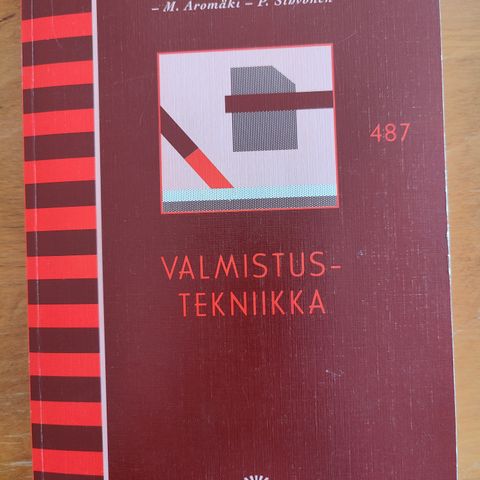 – M. Aromäki – P. Sihvonen
487
VALMISTUS-
TEKNIIKKA